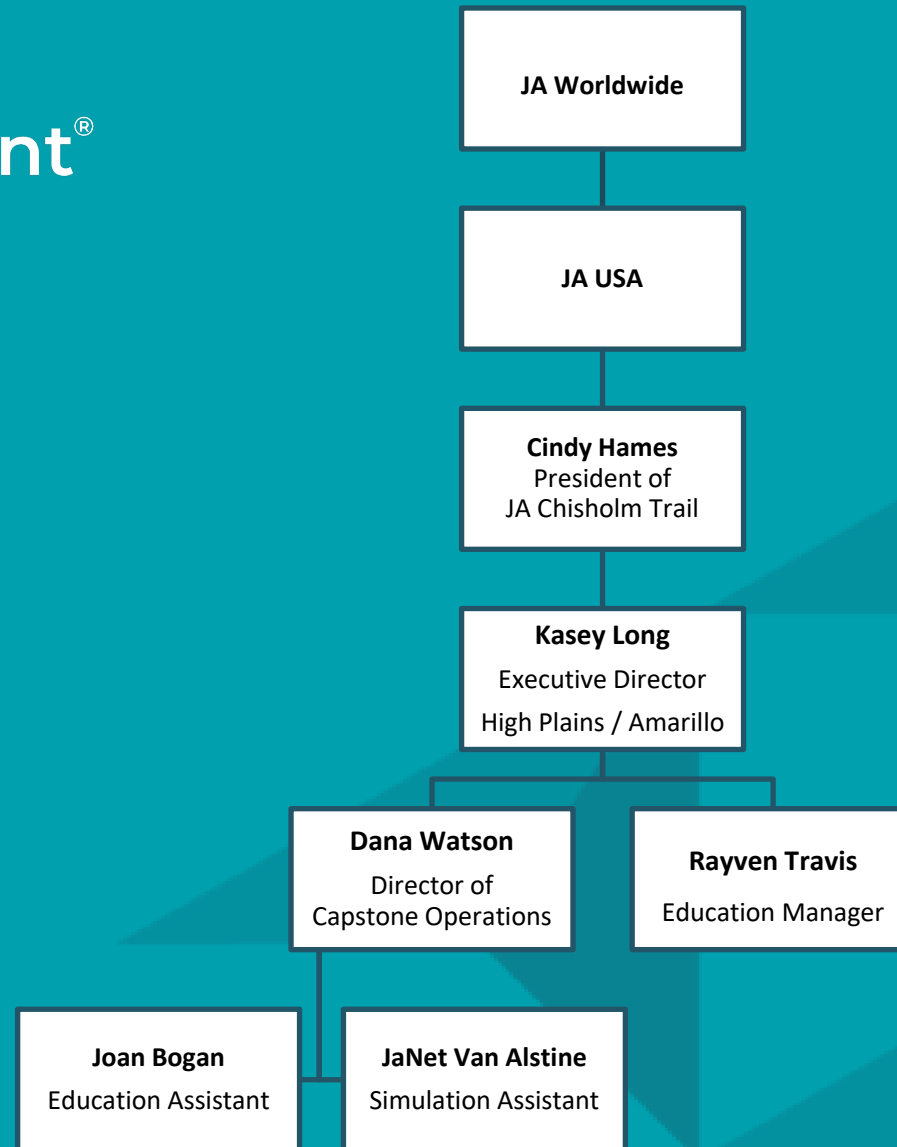 nt®
JA Worldwide
JA USA
Cindy Hames
President of
JA Chisholm Trail
Kasey Long
Executive Director
High Plains / Amarillo
Dana Watson
Director of
Capstone Operations
Rayven Travis
Education Manager
Joan Bogan
Education Assistant
JaNet Van Alstine
Simulation Assistant